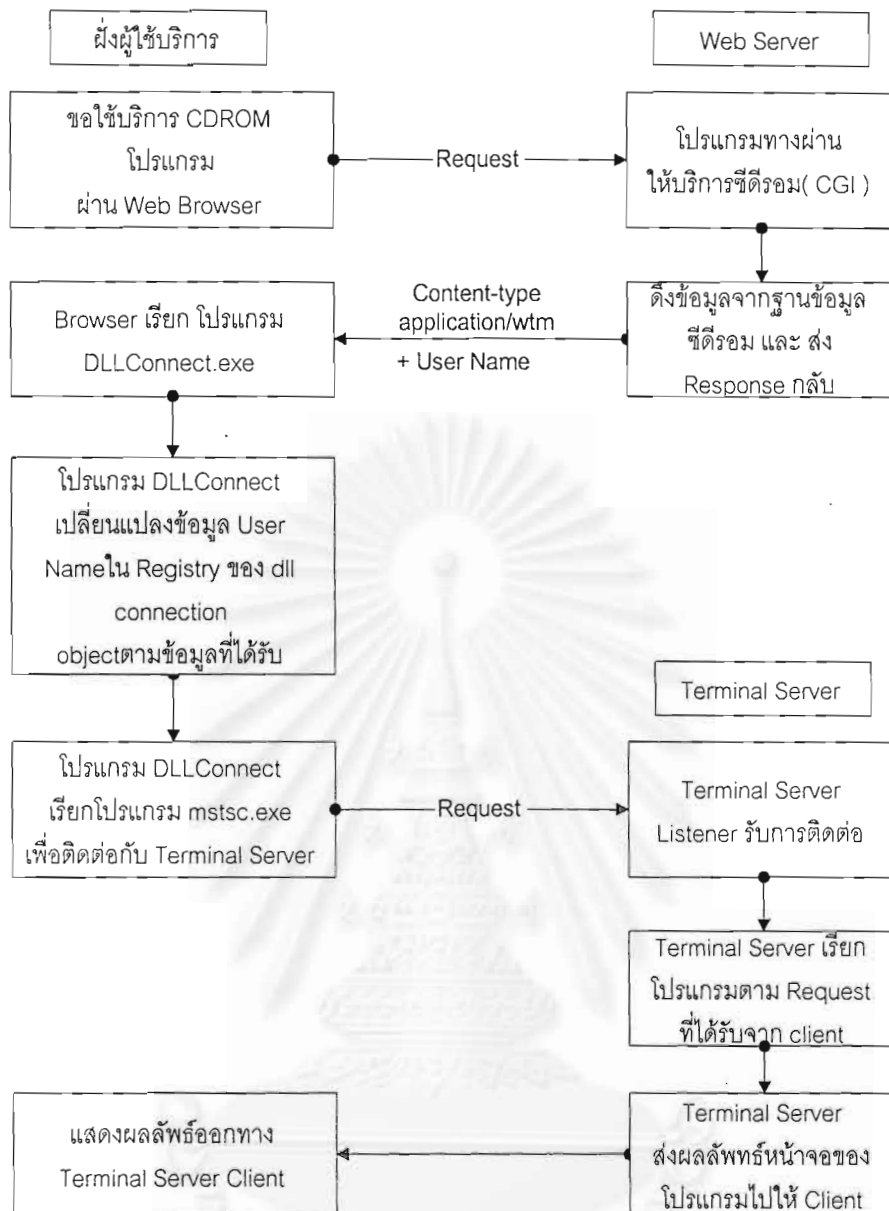 ฝั่งผู้ใช้บริการ
Web Server
ขอใช้บริการ CDROM
โปรแกรม
ผ่าน Web Browser
Request
โปรแกรมทางผ่าน
ให้บริการซีดีรอม( CGI )
Browser เรียก โปรแกรม
DLLConnect.exe
Content-type
application/wtm
+ User Name
ดึงข้อมูลจากฐานข้อมูล
ซีดีรอม และ ส่ง
Response กลับ
โปรแกรม DLLConnect
เปลี่ยนแปลงข้อมูล User
Nameใน Registry ของ dll
connection
objectตามข้อมูลที่ได้รับ
Terminal Server
โปรแกรม DLLConnect
เรียกโปรแกรม mstsc.exe
เพื่อติดต่อกับ Terminal Server
Request
Terminal Server
Listener รับการติดต่อ
Terminal Server เรียก
โปรแกรมตาม Request
ที่ได้รับจาก client
แสดงผลลัพธ์ออกทาง
Terminal Server Client
Terminal Server
ส่งผลลัพทธ์หน้าจอของ
โปรแกรมไปให้ Client